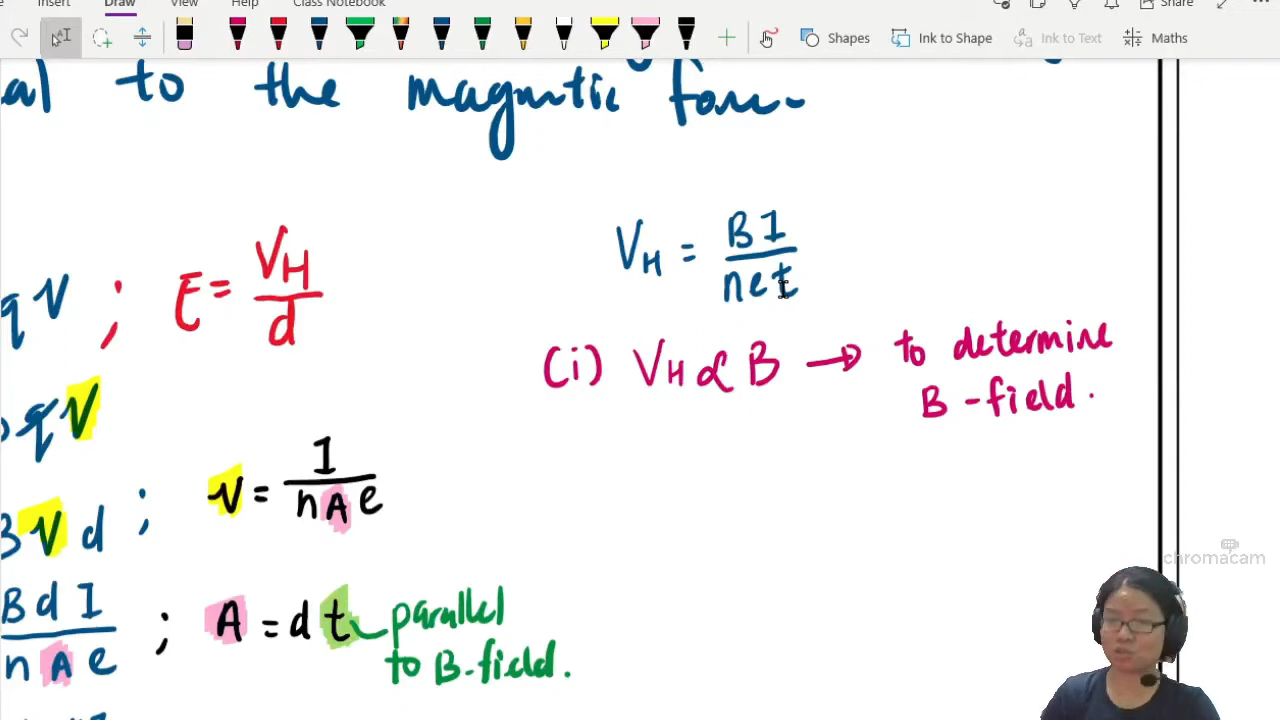 Insert Draw View Class Notebook Share
Shapes Ink to Shape Ink to Text Maths
al to the magnetic force.
qv ; E = V_H / d
V_H = BI / net
(i) V_H ∝ B → to determine
B-field.
qv
Bvd ; v = I / nAe
BdI / nAe ; A = dt parallel
to B-field.
chromacam